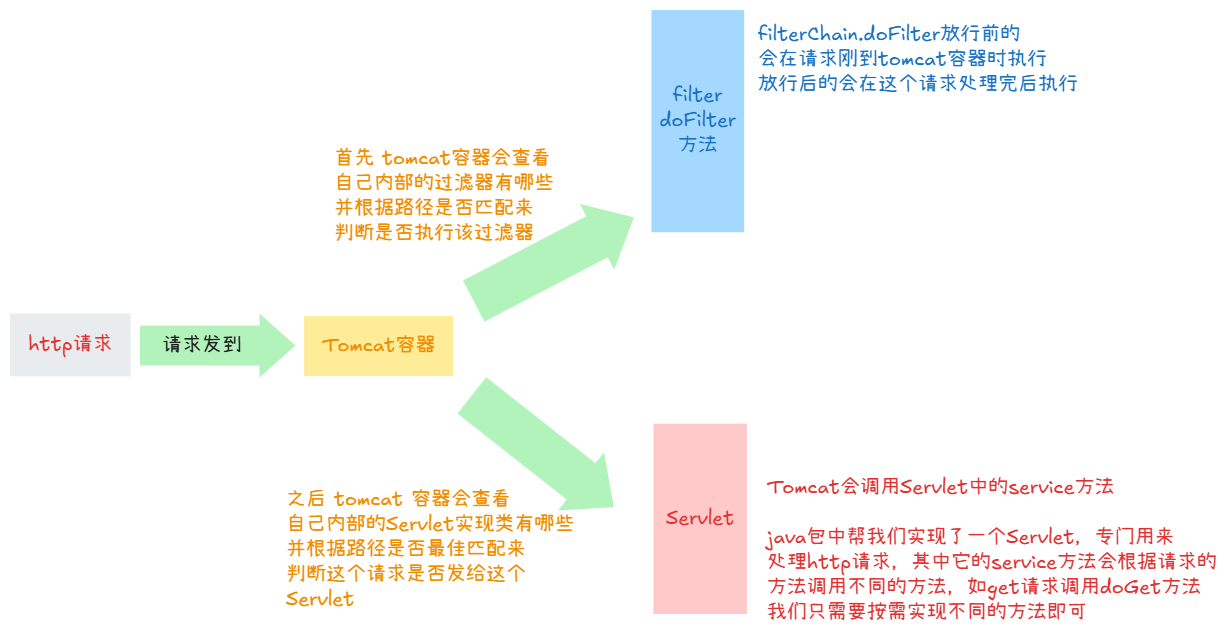 filterChain.doFilter放行前的
会在请求刚到tomcat容器时执行
放行后的会在这个请求处理完后执行
filter
doFilter
方法
首先 tomcat容器会查看
自己内部的过滤器有哪些
并根据路径是否匹配来
判断是否执行该过滤器
http请求
请求发到
Tomcat容器
之后 tomcat 容器会查看
自己内部的Servlet实现类有哪些
并根据路径是否最佳匹配来
判断这个请求是否发给这个
Servlet
Servlet
Tomcat会调用Servlet中的service方法
java包中帮我们实现了一个Servlet, 专门用来
处理http请求, 其中它的service方法会根据请求的
方法调用不同的方法, 如get请求调用doGet方法
我们只需要按需实现不同的方法即可